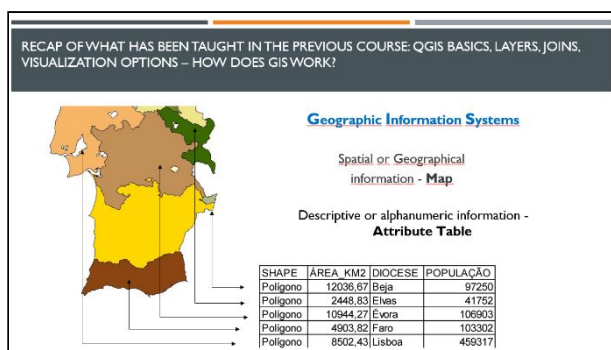 RECAP OF WHAT HAS BEEN TAUGHT IN THE PREVIOUS COURSE: QGIS BASICS, LAYERS, JOINS,
VISUALIZATION OPTIONS – HOW DOES GIS WORK?
Geographic Information Systems
Spatial or Geographical
information - Map
Descriptive or alphanumeric information -
Attribute Table
SHAPE ÁREA_KM2 DIOCESE POPULAÇÃO
Polígono 12036,67 Beja 97250
Polígono 2448,83 Elvas 41752
Polígono 10944,27 Évora 106903
Polígono 4903,82 Faro 103302
Polígono 8502,43 Lisboa 459317